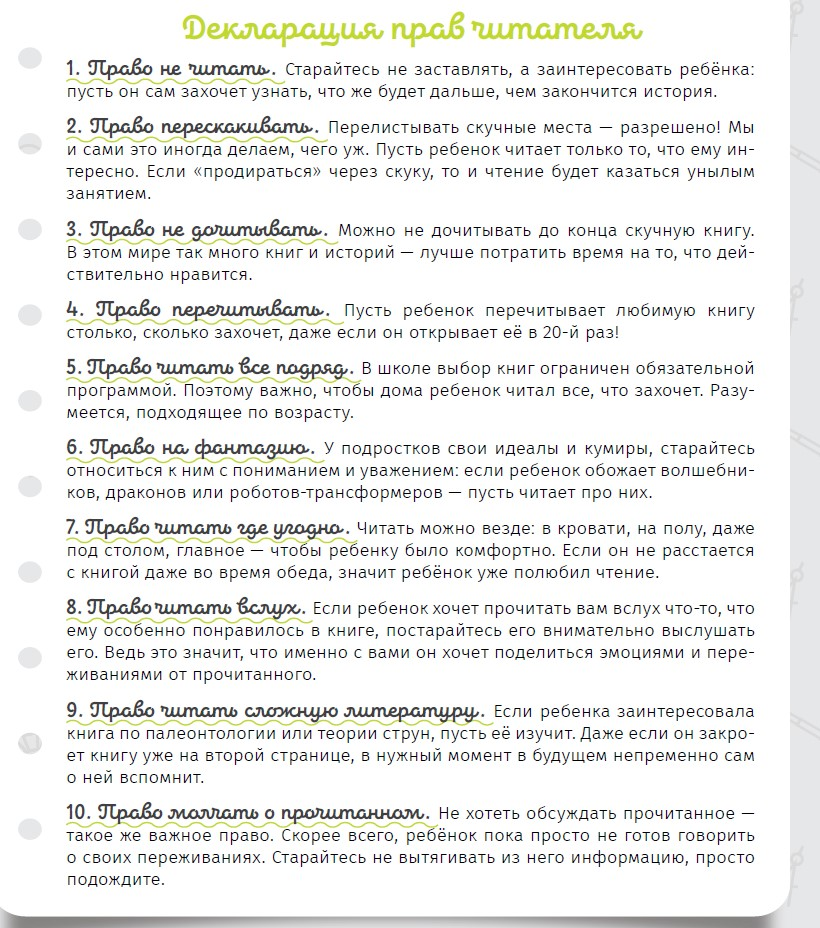 Декларация прав читателя
1. Право не читать. Старайтесь не заставлять, а заинтересовать ребёнка:
пусть он сам захочет узнать, что же будет дальше, чем закончится история.
2. Право перескакивать. Перелистывать скучные места — разрешено! Мы
и сами это иногда делаем, чего уж. Пусть ребенок читает только то, что ему ин-
тересно. Если «продираться» через скуку, то и чтение будет казаться унылым
занятием.
3. Право не дочитывать. Можно не дочитывать до конца скучную книгу.
В этом мире так много книг и историй — лучше потратить время на то, что дей-
ствительно нравится.
4. Право перечитывать. Пусть ребенок перечитывает любимую книгу
столько, сколько захочет, даже если он открывает её в 20-й раз!
5. Право читать все подряд. В школе выбор книг ограничен обязательной
программой. Поэтому важно, чтобы дома ребенок читал все, что захочет. Разу-
меется, подходящее по возрасту.
6. Право на фантазию. У подростков свои идеалы и кумиры, старайтесь
относиться к ним с пониманием и уважением: если ребенок обожает волшебни-
ков, драконов или роботов-трансформеров — пусть читает про них.
7. Право читать где угодно. Читать можно везде: в кровати, на полу, даже
под столом, главное — чтобы ребенку было комфортно. Если он не расстается
с книгой даже во время обеда, значит ребёнок уже полюбил чтение.
8. Право читать вслух. Если ребенок хочет прочитать вам вслух что-то, что
ему особенно понравилось в книге, постарайтесь его внимательно выслушать
его. Ведь это значит, что именно с вами он хочет поделиться эмоциями и пере-
живаниями от прочитанного.
9. Право читать сложную литературу. Если ребенка заинтересовала
книга по палеонтологии или теории струн, пусть её изучит. Даже если он закро-
ет книгу уже на второй странице, в нужный момент в будущем непременно сам
о ней вспомнит.
10. Право молчать о прочитанном. Не хотеть обсуждать прочитанное —
такое же важное право. Скорее всего, ребёнок пока просто не готов говорить
о своих переживаниях. Старайтесь не вытягивать из него информацию, просто
подождите.